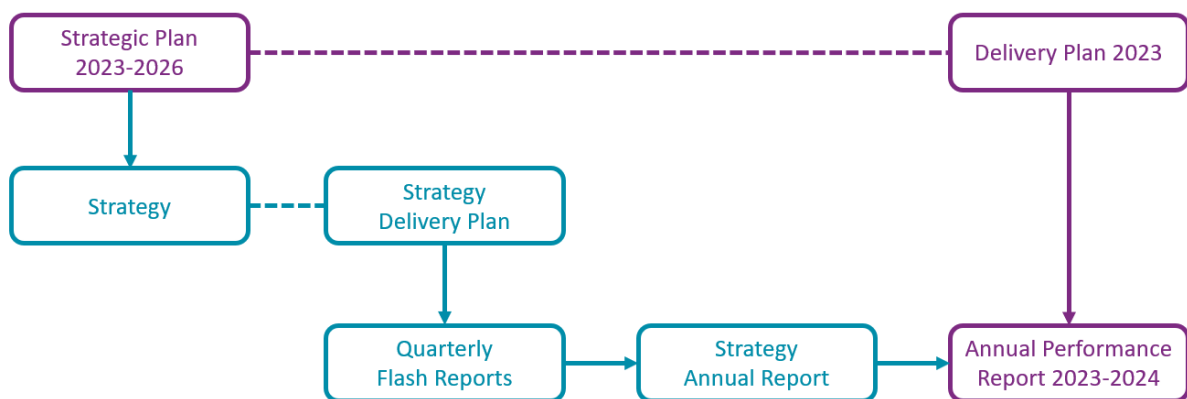 Strategic Plan
2023-2026
Delivery Plan 2023
Strategy
Strategy
Delivery Plan
Quarterly
Flash Reports
Strategy
Annual Report
Annual Performance
Report 2023-2024